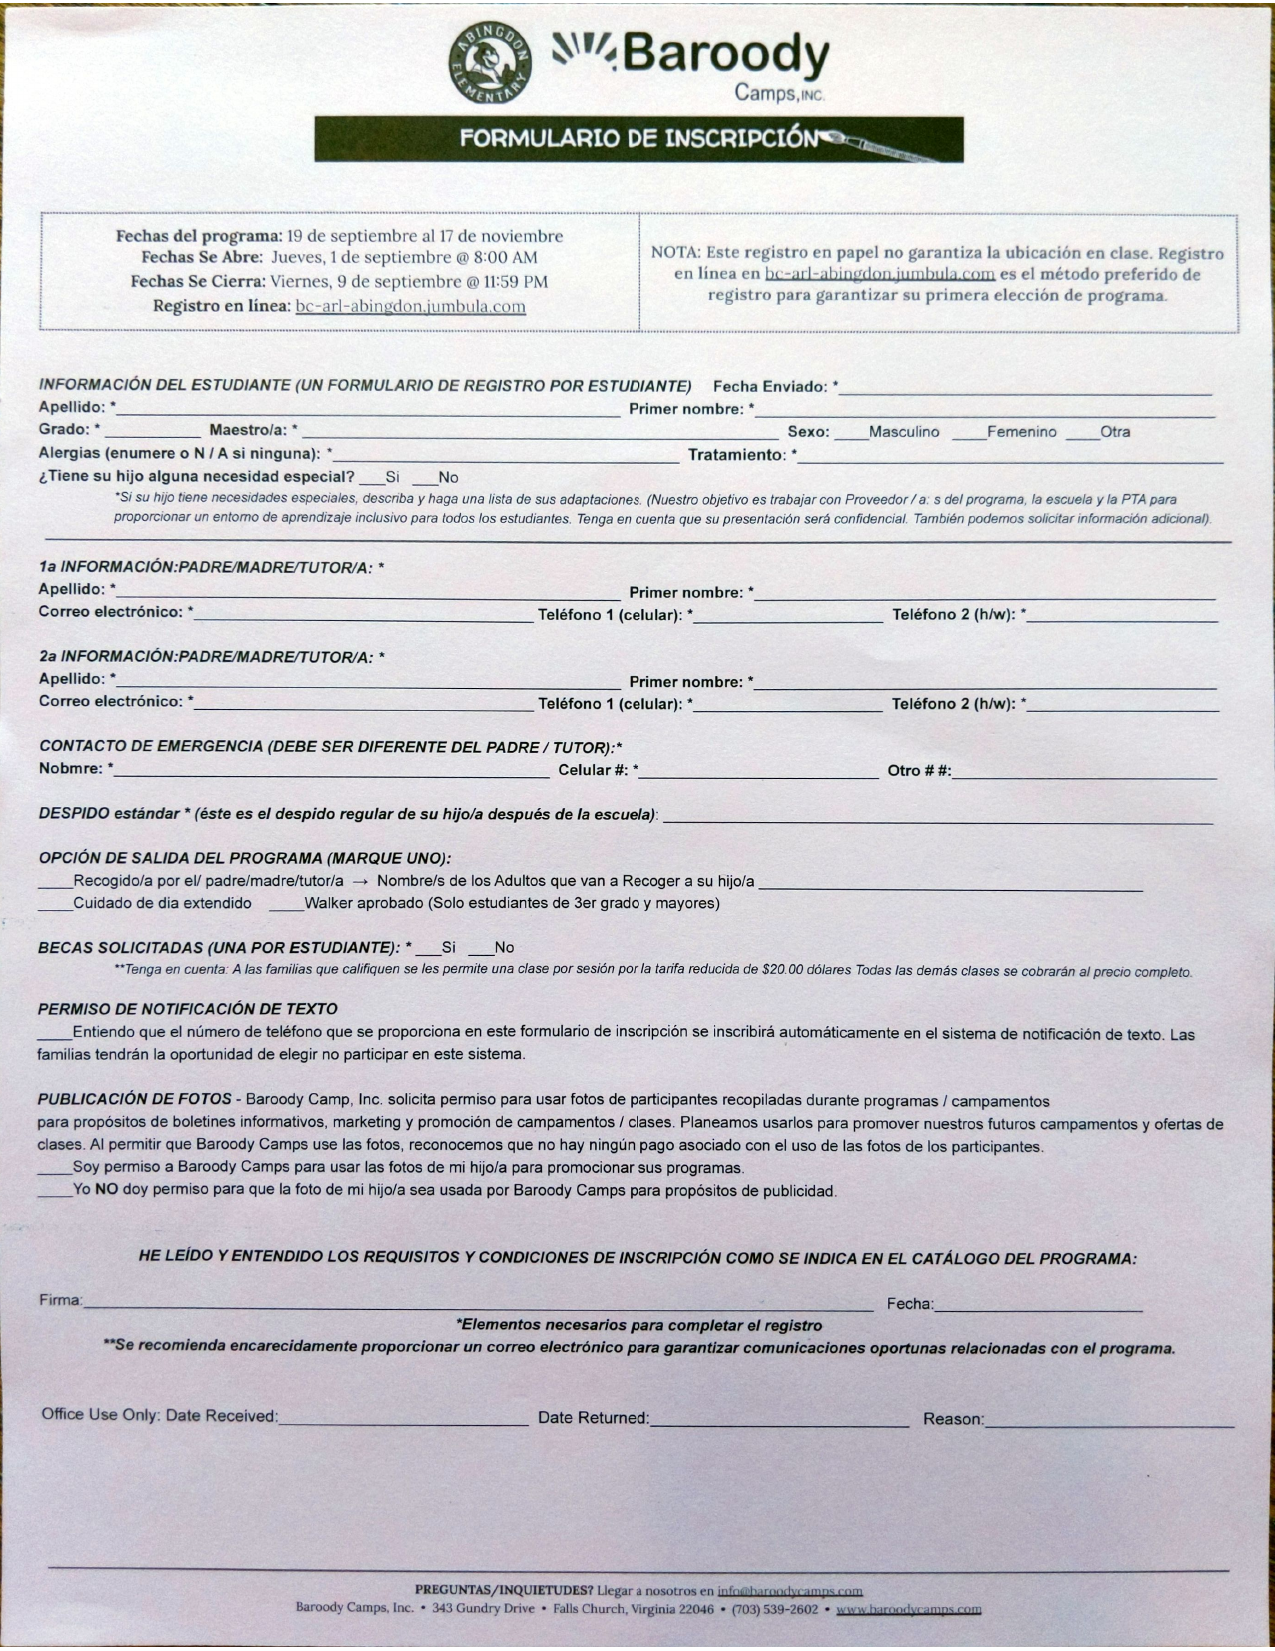 ABINGDON ELEMENTARY
Baroody
Camps, INC.
FORMULARIO DE INSCRIPCIÓN
Fechas del programa: 19 de septiembre al 17 de noviembre
Fechas Se Abre: Jueves, 1 de septiembre @ 8:00 AM
Fechas Se Cierra: Viernes, 9 de septiembre @ 11:59 PM
Registro en línea: bc-arl-abingdon.jumbula.com
NOTA: Este registro en papel no garantiza la ubicación en clase. Registro
en línea en bc-arl-abingdon.jumbula.com es el método preferido de
registro para garantizar su primera elección de programa.
INFORMACIÓN DEL ESTUDIANTE (UN FORMULARIO DE REGISTRO POR ESTUDIANTE) Fecha Enviado: *
Apellido: * Primer nombre: *
Grado: * Maestro/a: * Sexo: ____Masculino ____Femenino ____Otra
Alergias (enumere o N / A si ninguna): * Tratamiento: *
¿Tiene su hijo alguna necesidad especial? ___Si ___No
*Si su hijo tiene necesidades especiales, describa y haga una lista de sus adaptaciones. (Nuestro objetivo es trabajar con Proveedor / a: s del programa, la escuela y la PTA para
proporcionar un entorno de aprendizaje inclusivo para todos los estudiantes. Tenga en cuenta que su presentación será confidencial. También podemos solicitar información adicional).
1a INFORMACIÓN:PADRE/MADRE/TUTOR/A: *
Apellido: * Primer nombre: *
Correo electrónico: * Teléfono 1 (celular): * Teléfono 2 (h/w): *
2a INFORMACIÓN:PADRE/MADRE/TUTOR/A: *
Apellido: * Primer nombre: *
Correo electrónico: * Teléfono 1 (celular): * Teléfono 2 (h/w): *
CONTACTO DE EMERGENCIA (DEBE SER DIFERENTE DEL PADRE / TUTOR):*
Nobmre: * Celular #: * Otro # #:
DESPIDO estándar * (éste es el despido regular de su hijo/a después de la escuela):
OPCIÓN DE SALIDA DEL PROGRAMA (MARQUE UNO):
____Recogido/a por el/ padre/madre/tutor/a → Nombre/s de los Adultos que van a Recoger a su hijo/a
____Cuidado de dia extendido ____Walker aprobado (Solo estudiantes de 3er grado y mayores)
BECAS SOLICITADAS (UNA POR ESTUDIANTE): * ___Si ___No
**Tenga en cuenta: A las familias que califiquen se les permite una clase por sesión por la tarifa reducida de $20.00 dólares Todas las demás clases se cobrarán al precio completo.
PERMISO DE NOTIFICACIÓN DE TEXTO
____Entiendo que el número de teléfono que se proporciona en este formulario de inscripción se inscribirá automáticamente en el sistema de notificación de texto. Las
familias tendrán la oportunidad de elegir no participar en este sistema.
PUBLICACIÓN DE FOTOS - Baroody Camp, Inc. solicita permiso para usar fotos de participantes recopiladas durante programas / campamentos
para propósitos de boletines informativos, marketing y promoción de campamentos / clases. Planeamos usarlos para promover nuestros futuros campamentos y ofertas de
clases. Al permitir que Baroody Camps use las fotos, reconocemos que no hay ningún pago asociado con el uso de las fotos de los participantes.
____Soy permiso a Baroody Camps para usar las fotos de mi hijo/a para promocionar sus programas.
____Yo NO doy permiso para que la foto de mi hijo/a sea usada por Baroody Camps para propósitos de publicidad.
HE LEÍDO Y ENTENDIDO LOS REQUISITOS Y CONDICIONES DE INSCRIPCIÓN COMO SE INDICA EN EL CATÁLOGO DEL PROGRAMA:
Firma: Fecha:
*Elementos necesarios para completar el registro
**Se recomienda encarecidamente proporcionar un correo electrónico para garantizar comunicaciones oportunas relacionadas con el programa.
Office Use Only: Date Received: Date Returned: Reason:
PREGUNTAS/INQUIETUDES? Llegar a nosotros en info@baroodycamps.com
Baroody Camps, Inc. • 343 Gundry Drive • Falls Church, Virginia 22046 • (703) 539-2602 • www.baroodycamps.com